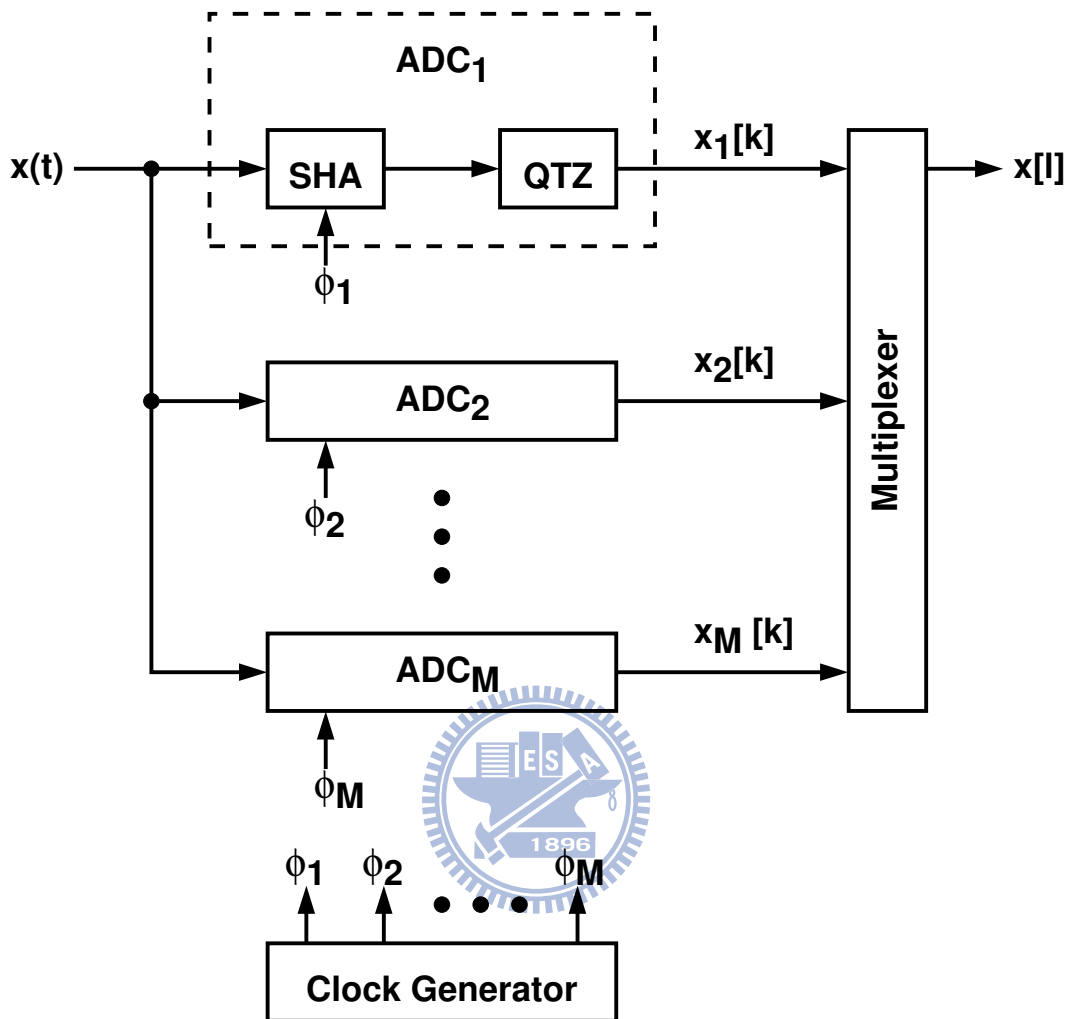 ADC1
x(t)
SHA
QTZ
x1[k]
x[l]
ϕ1
ADC2
x2[k]
ϕ2
Multiplexer
ADCM
xM [k]
ϕM
E S A
1896
ϕ1 ϕ2 ϕM
Clock Generator